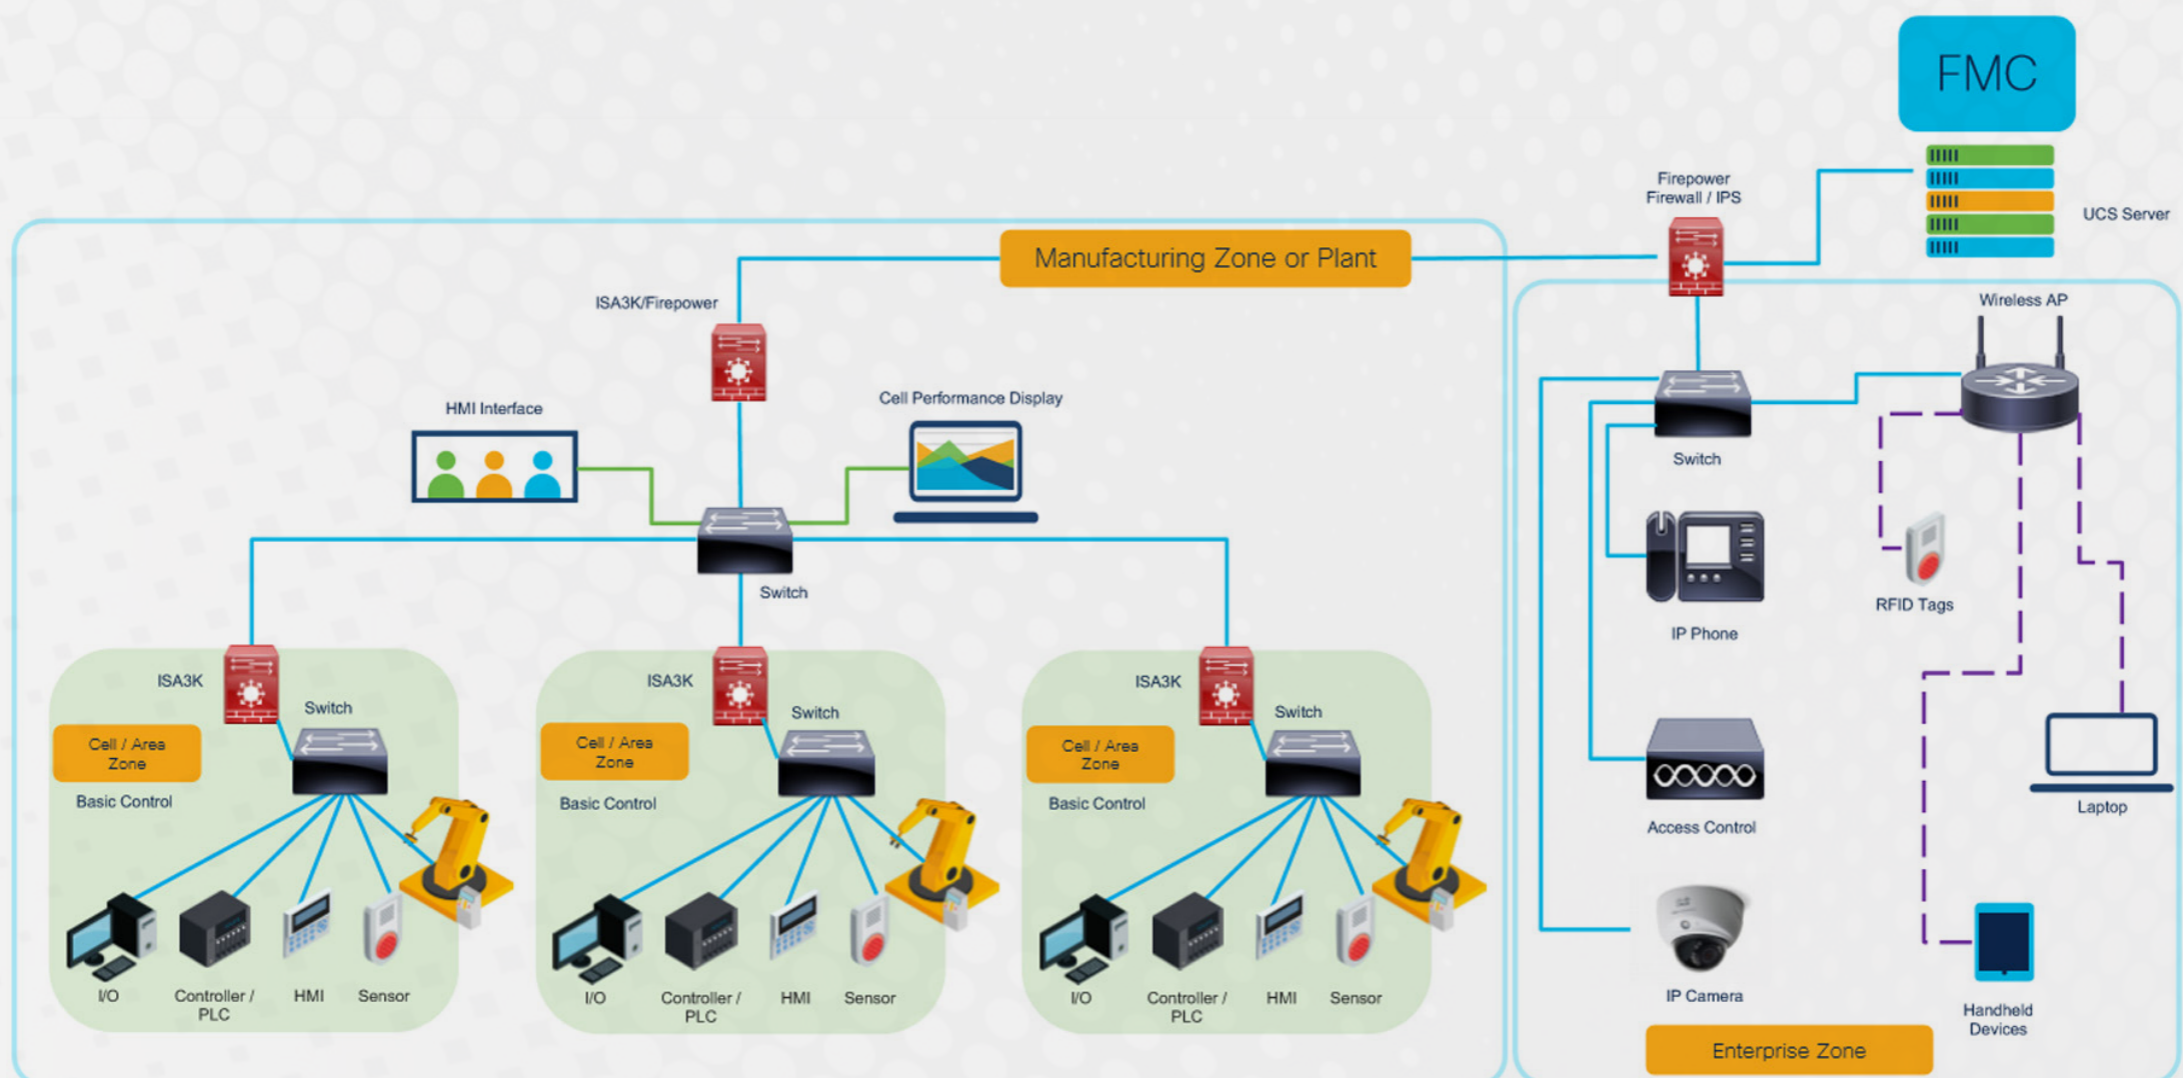 FMC
Firepower
Firewall / IPS
UCS Server
Manufacturing Zone or Plant
ISA3K/Firepower
Wireless AP
HMI Interface
Cell Performance Display
Switch
Switch
IP Phone
RFID Tags
ISA3K
Switch
Cell / Area
Zone
Basic Control
I/O
Controller /
PLC
HMI
Sensor
ISA3K
Switch
Cell / Area
Zone
Basic Control
I/O
Controller /
PLC
HMI
Sensor
ISA3K
Switch
Cell / Area
Zone
Basic Control
I/O
Controller /
PLC
HMI
Sensor
Access Control
Laptop
IP Camera
Handheld
Devices
Enterprise Zone